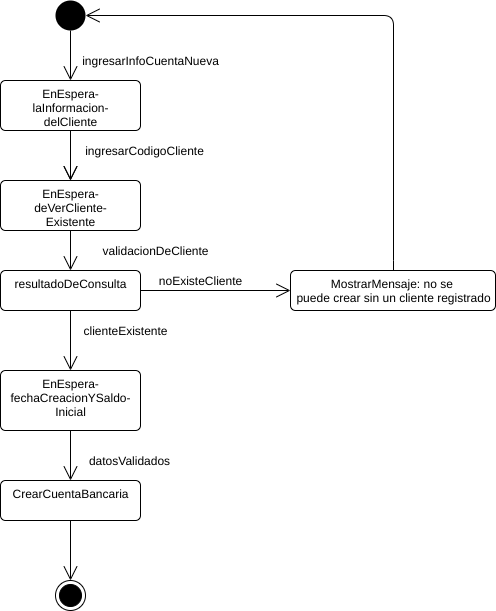 ingresarInfoCuentaNueva
EnEspera-
laInformacion-
delCliente
ingresarCodigoCliente
EnEspera-
deVerCliente-
Existente
validacionDeCliente
resultadoDeConsulta
noExisteCliente
MostrarMensaje: no se
puede crear sin un cliente registrado
clienteExistente
EnEspera-
fechaCreacionYSaldo-
Inicial
datosValidados
CrearCuentaBancaria